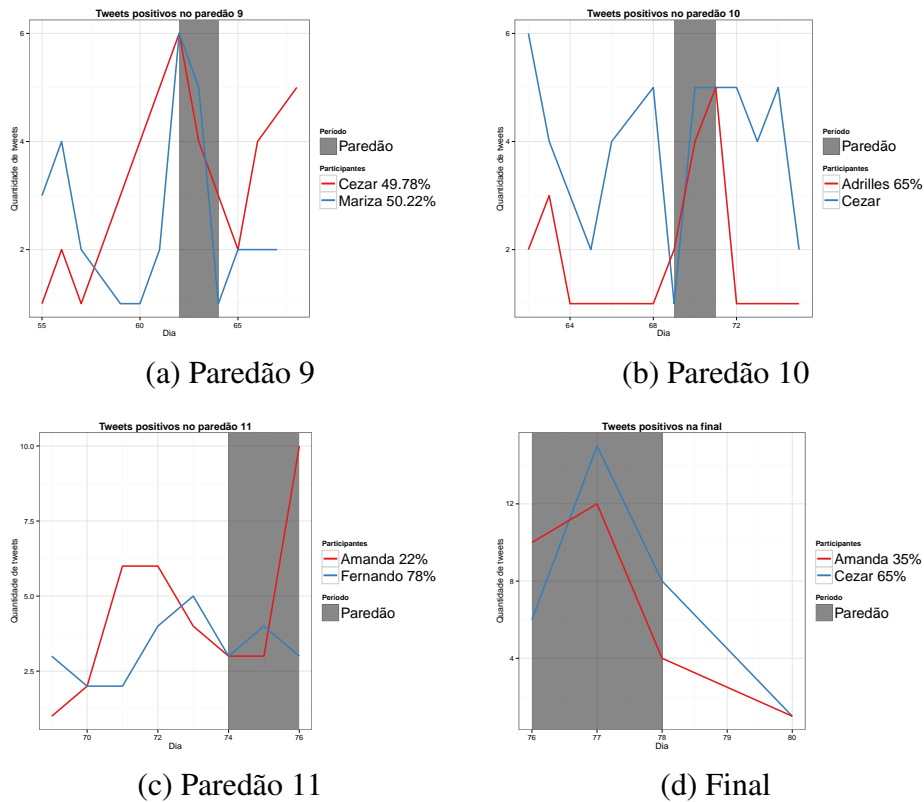 Tweets positivos no paredão 9
Quantidade de tweets
6
4
2
55
60
65
Dia
Período
Paredão
Participantes
Cezar 49.78%
Mariza 50.22%
(a) Paredão 9
Tweets positivos no paredão 10
Quantidade de tweets
6
4
2
64
68
72
Dia
Período
Paredão
Participantes
Adrilles 65%
Cezar
(b) Paredão 10
Tweets positivos no paredão 11
Quantidade de tweets
10.0
7.5
5.0
2.5
70
72
74
76
Dia
Participantes
Amanda 22%
Fernando 78%
Período
Paredão
(c) Paredão 11
Tweets positivos na final
Quantidade de tweets
12
8
4
76
77
78
79
80
Dia
Participantes
Amanda 35%
Cezar 65%
Período
Paredão
(d) Final